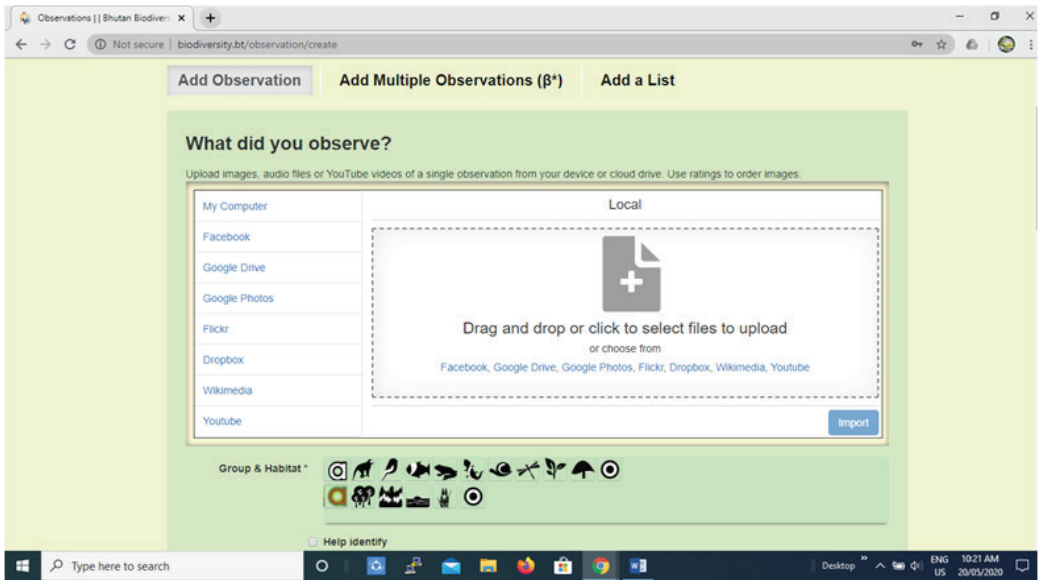 Observations | | Bhutan Biodivers
Not secure | biodiversity.bt/observation/create
Add Observation Add Multiple Observations (β*) Add a List
What did you observe?
Upload images, audio files or YouTube videos of a single observation from your device or cloud drive. Use ratings to order images.
My Computer
Facebook
Google Drive
Google Photos
Flickr
Dropbox
Wikimedia
Youtube
Local
Drag and drop or click to select files to upload
or choose from
Facebook, Google Drive, Google Photos, Flickr, Dropbox, Wikimedia, Youtube
Import
Group & Habitat *
Help identify
Type here to search
Desktop
ENG
US
10:21 AM
20/05/2020